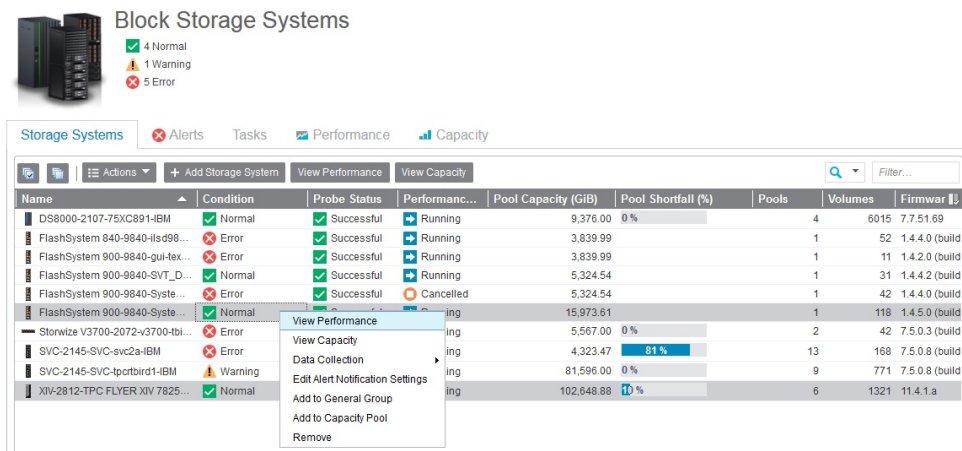 Block Storage Systems
4 Normal
1 Warning
5 Error
Storage Systems Alerts Tasks Performance Capacity
Actions + Add Storage System View Performance View Capacity Filter...
Name Condition Probe Status Performanc... Pool Capacity (GiB) Pool Shortfall (%) Pools Volumes Firmwar
DS8000-2107-75XC891-IBM Normal Successful Running 9,376.00 0 % 4 6015 7.7.51.69
FlashSystem 840-9840-ilsd98... Error Successful Running 3,839.99 1 52 1.4.4.0 (build
FlashSystem 900-9840-gui-tex... Error Successful Running 3,839.99 1 11 1.4.2.0 (build
FlashSystem 900-9840-SVT_D... Normal Successful Running 5,324.54 1 31 1.4.4.2 (build
FlashSystem 900-9840-Syste... Error Successful Cancelled 5,324.54 1 42 1.4.4.0 (build
FlashSystem 900-9840-Syste... Normal 15,973.61 1 118 1.4.5.0 (build
View Performance
Storwize V3700-2072-v3700-tbi... Error ing 5,567.00 0 % 2 42 7.5.0.3 (build
View Capacity
SVC-2145-SVC-svc2a-IBM Error ing 4,323.47 81 % 13 168 7.5.0.8 (build
Data Collection
SVC-2145-SVC-tpcrtbird1-IBM Warning ing 81,596.00 0 % 9 771 7.5.0.8 (build
Edit Alert Notification Settings
XIV-2812-TPC FLYER XIV 7825... Normal ing 102,648.88 10 % 6 1321 11.4.1.a
Add to General Group
Add to Capacity Pool
Remove